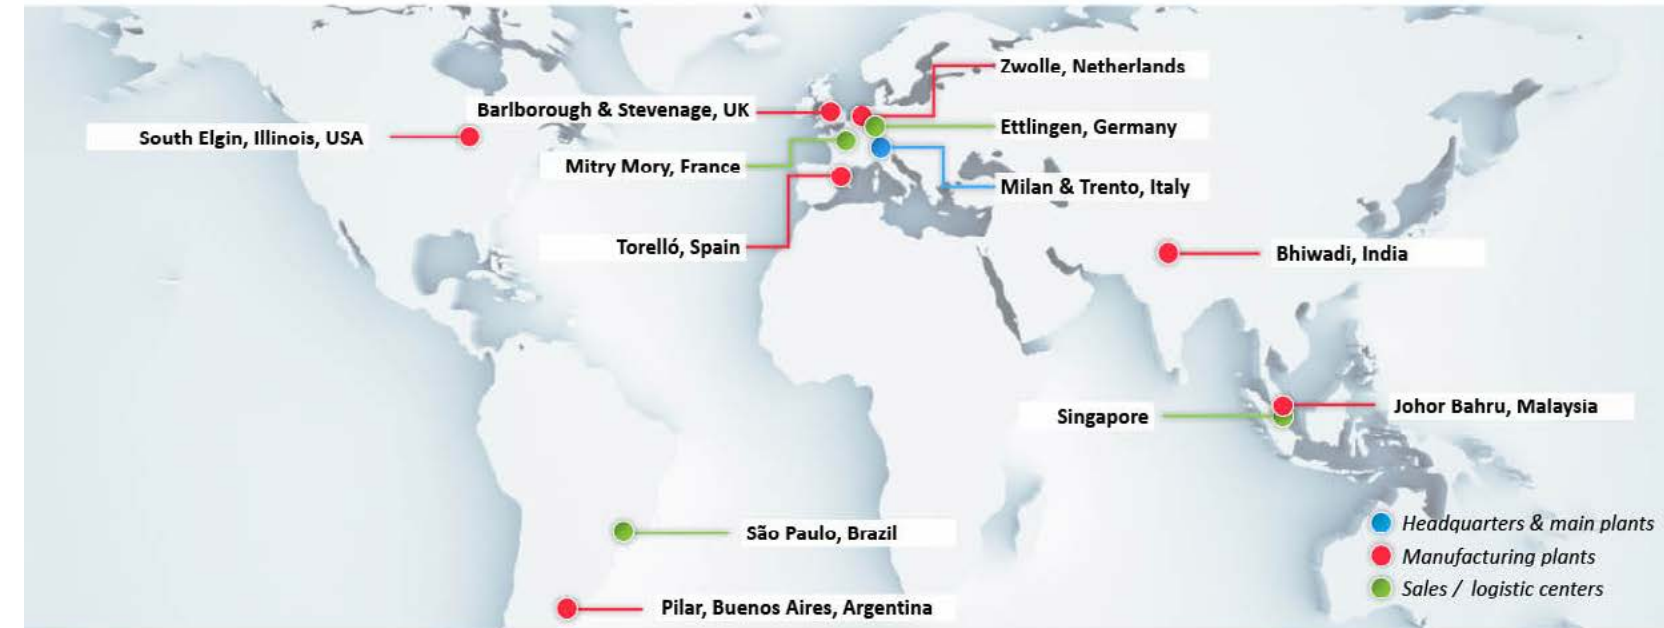 Zwolle, Netherlands
Barlborough & Stevenage, UK
Ettlingen, Germany
South Elgin, Illinois, USA
Mitry Mory, France
Milan & Trento, Italy
Torelló, Spain
Bhiwadi, India
Johor Bahru, Malaysia
Singapore
São Paulo, Brazil
Pilar, Buenos Aires, Argentina
Headquarters & main plants
Manufacturing plants
Sales / logistic centers